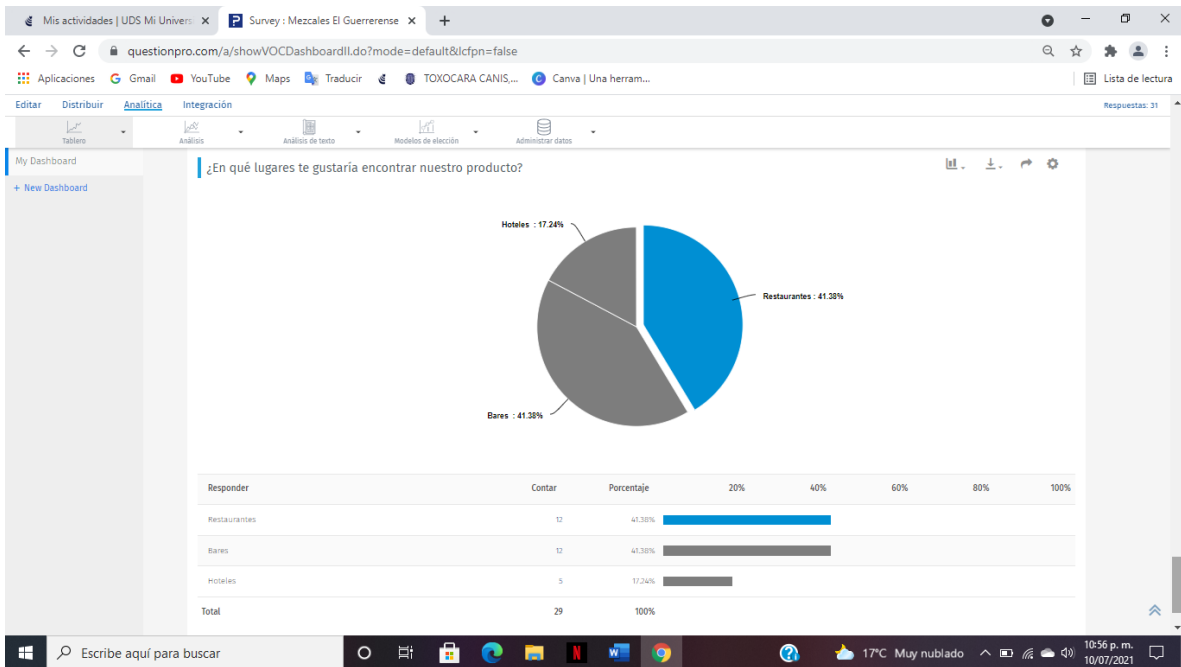 Mis actividades | UDS Mi Univers
Survey : Mezcales El Guerrerense
questionpro.com/a/showVOCDashboardII.do?mode=default&lcfpn=false
Aplicaciones Gmail YouTube Maps Traducir TOXOCARA CANIS,... Canva | Una herram... Lista de lectura
Editar Distribuir Analítica Integración Respuestas: 31
Tablero Análisis Análisis de texto Modelos de elección Administrar datos
My Dashboard
+ New Dashboard
¿En qué lugares te gustaría encontrar nuestro producto?
Hoteles : 17.24%
Restaurantes : 41.38%
Bares : 41.38%
Responder Contar Porcentaje 20% 40% 60% 80% 100%
Restaurantes 12 41.38%
Bares 12 41.38%
Hoteles 5 17.24%
Total 29 100%
Escribe aquí para buscar 17°C Muy nublado 10:56 p. m.
10/07/2021